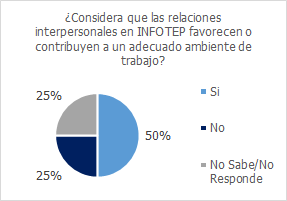 ¿Considera que las relaciones
interpersonales en INFOTEP favorecen o
contribuyen a un adecuado ambiente de
trabajo?
25%
50%
25%
Si
No
No Sabe/No
Responde